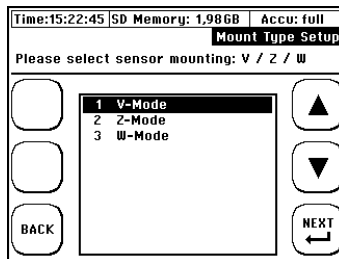 Time:15:22:45 SD Memory: 1,98GB Accu: full
Mount Type Setup
Please select sensor mounting: V / Z / W
1 V-Mode
2 Z-Mode
3 W-Mode
BACK
NEXT